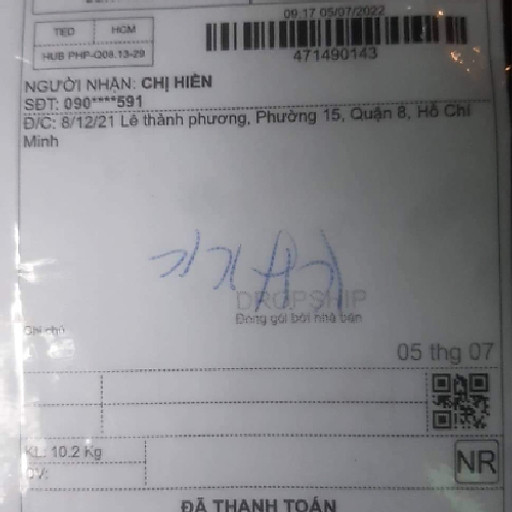 09:17 05/07/2022
TIED HCM
HUB PHP-Q08.13-29
471490143
NGƯỜI NHẬN: CHỊ HIỀN
SĐT: 090****591
Đ/C: 8/12/21 Lê thành phương, Phường 15, Quận 8, Hồ Chí
Minh
DROPSHIP
Đóng gói bởi nhà bán
Ghi chú
05 thg 07
KL: 10.2 Kg
DV:
NR
ĐÃ THANH TOÁN